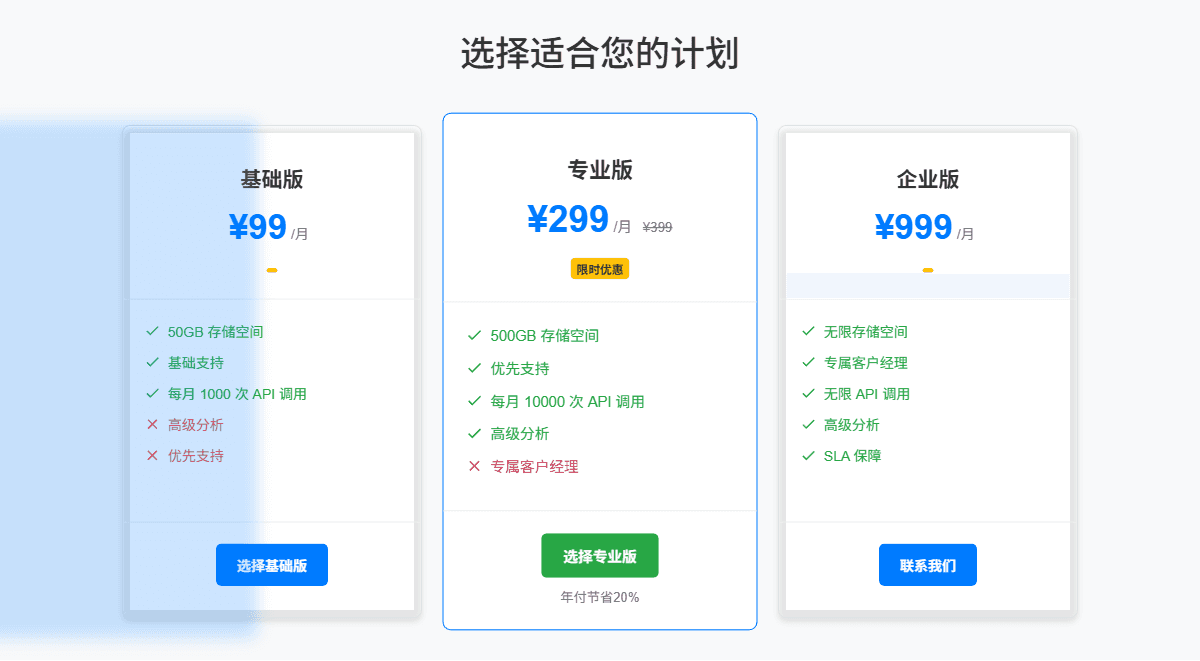 选择适合您的计划
基础版
¥99 /月
50GB 存储空间
基础支持
每月 1000 次 API 调用
高级分析
优先支持
选择基础版
专业版
¥299 /月 ¥399
限时优惠
500GB 存储空间
优先支持
每月 10000 次 API 调用
高级分析
专属客户经理
选择专业版
年付节省20%
企业版
¥999 /月
无限存储空间
专属客户经理
无限 API 调用
高级分析
SLA 保障
联系我们